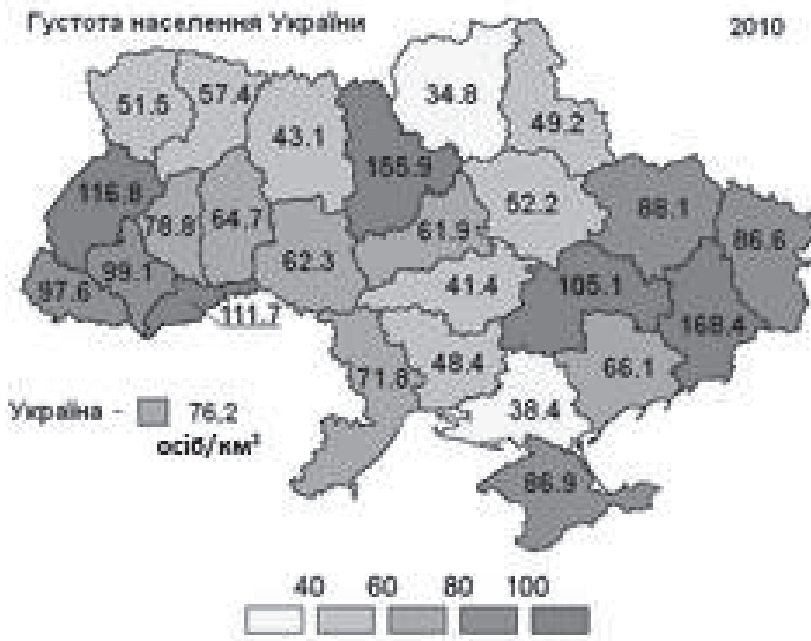 Густота населення України 2010
51.5 57.4 43.1 34.8 49.2
116.8 78.8 64.7 155.9 61.9 52.2 88.1 86.6
97.6 99.1 111.7 62.3 41.4 105.1 168.4
71.8 48.4 38.4 66.1
86.9
Україна - 76.2
осіб/км²
40 60 80 100